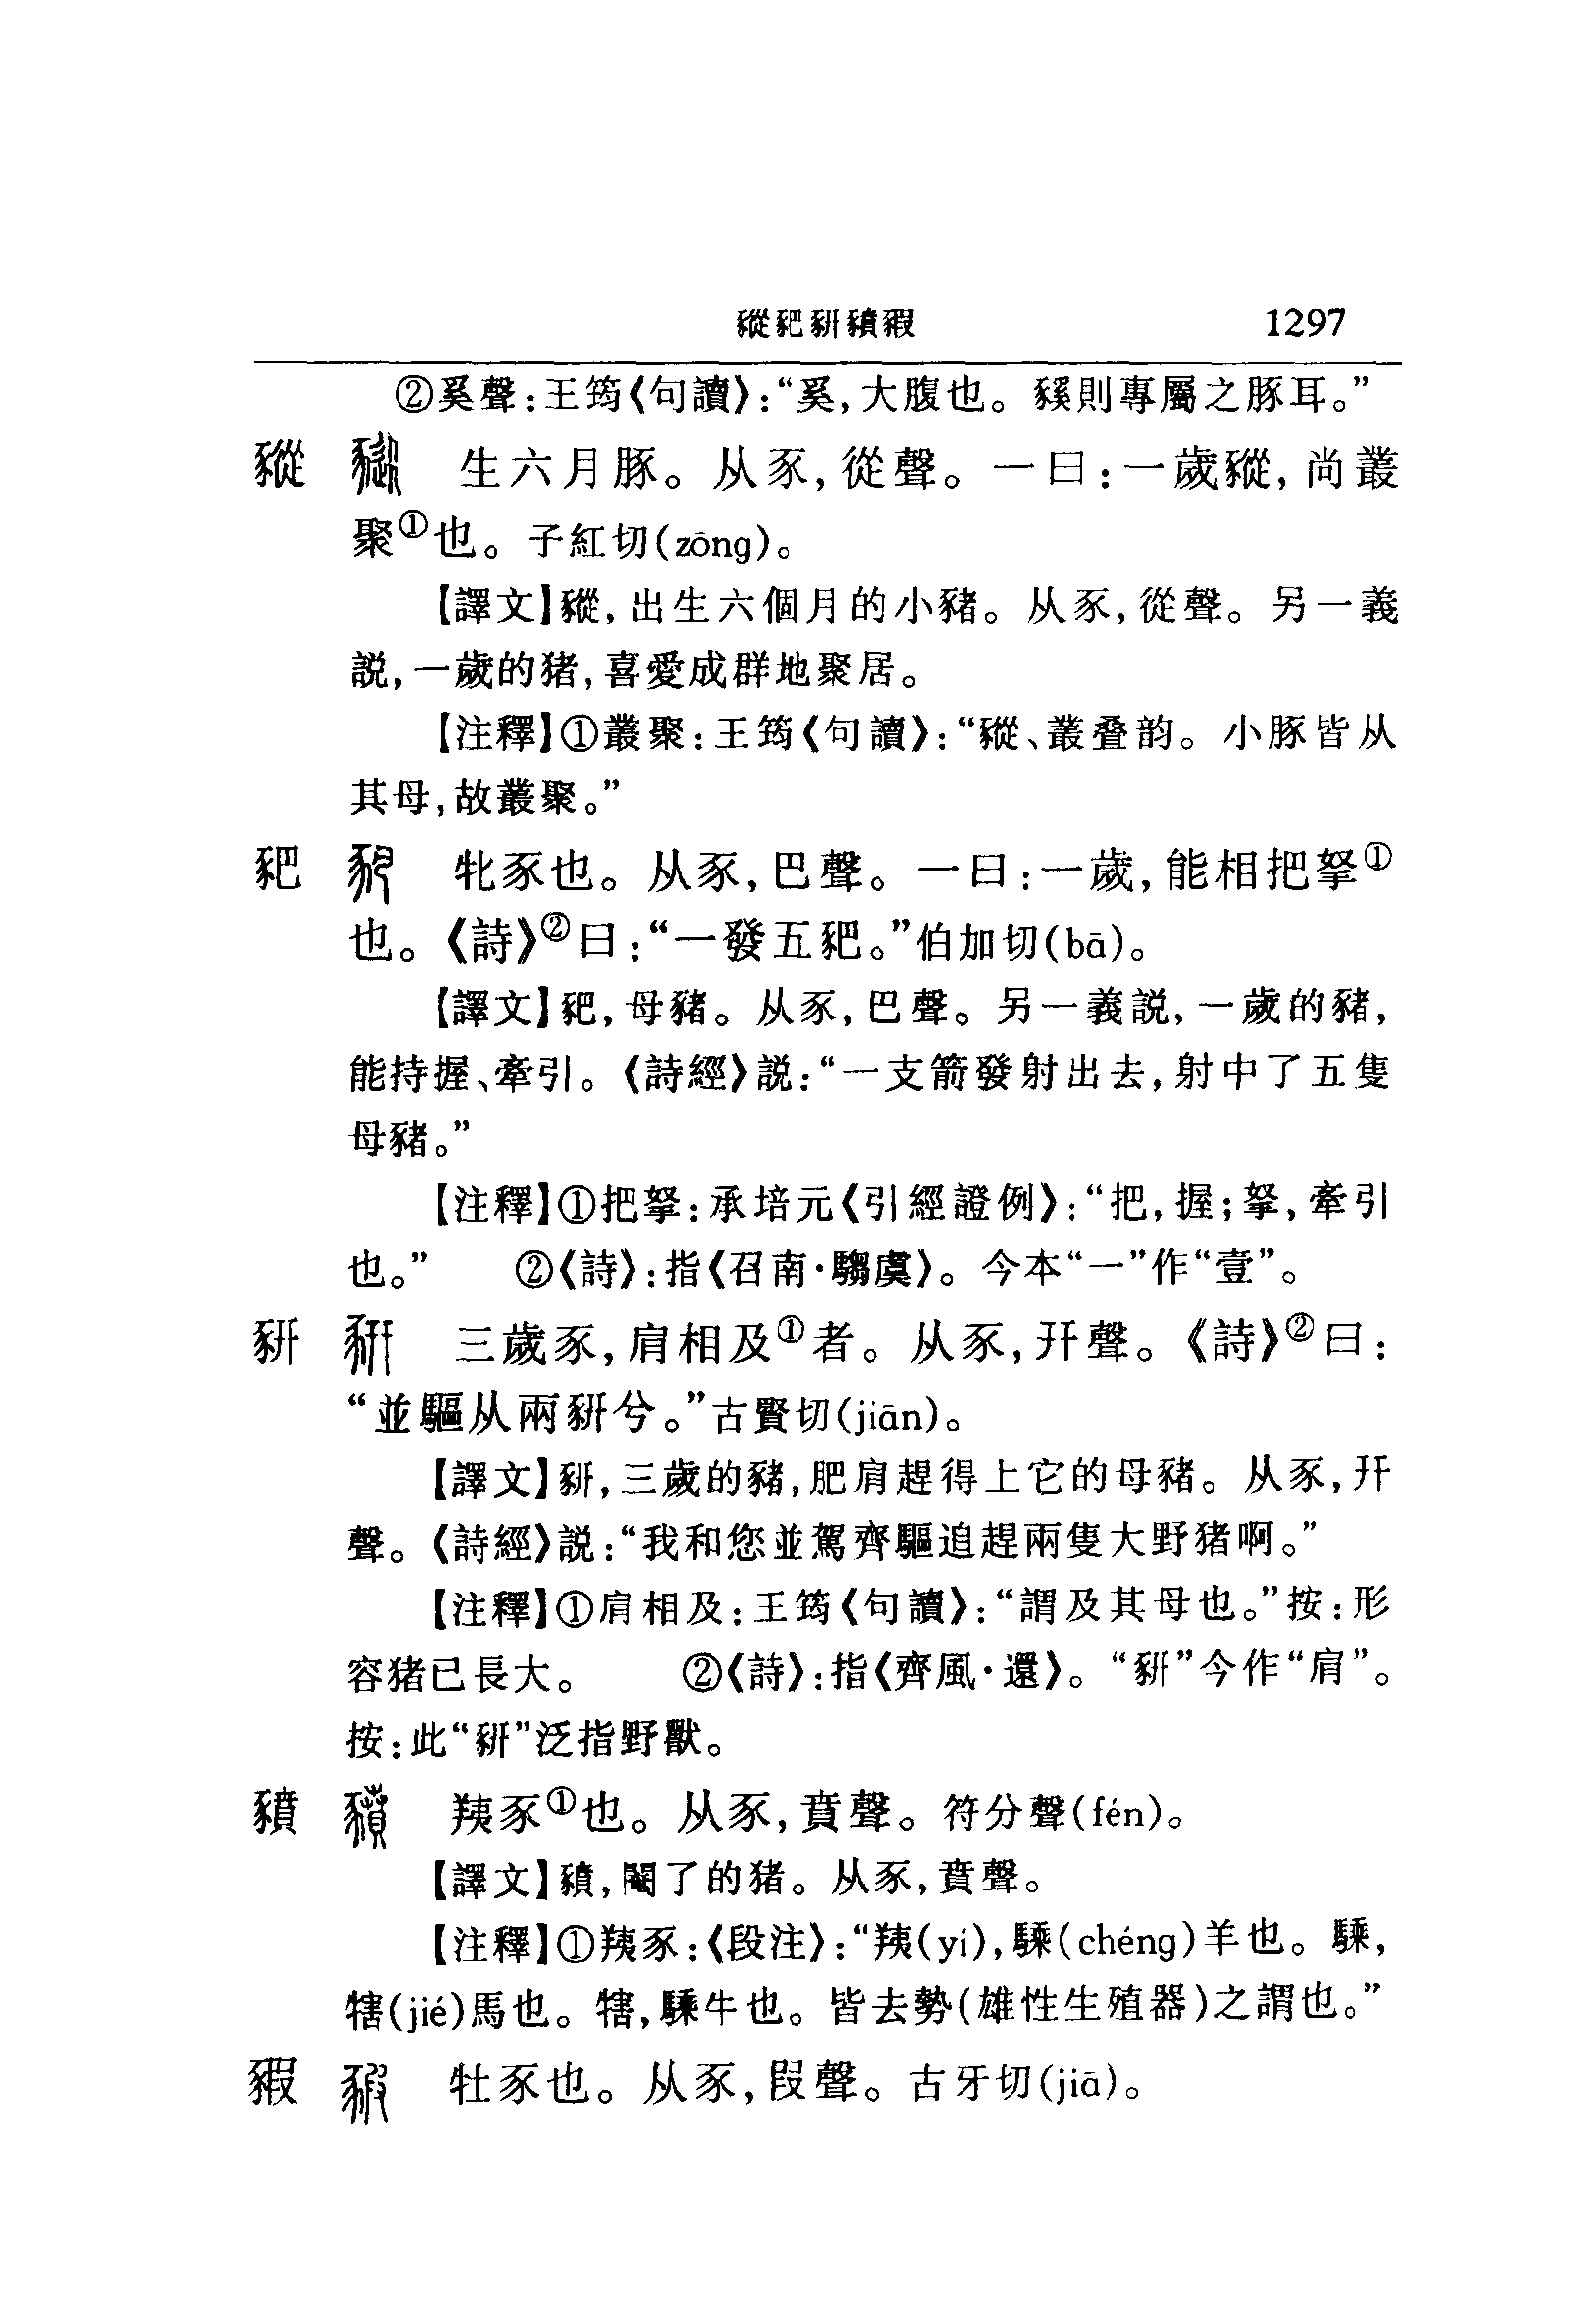 豵豝豜豶豭 1297
②奚聲:王筠《句讀》:“奚,大腹也。豯則專屬之豚耳。”
豵 生六月豚。从豕,從聲。一曰:一歲豵,尚叢
聚①也。子紅切(zōng)。
【譯文】豵,出生六個月的小豬。从豕,從聲。另一義
説,一歲的猪,喜愛成群地聚居。
【注釋】①叢聚:王筠《句讀》:“豵、叢叠韵。小豚皆从
其母,故叢聚。”
豝 牝豕也。从豕,巴聲。一曰:一歲,能相把拏①
也。《詩》②曰:“一發五豝。”伯加切(bā)。
【譯文】豝,母豬。从豕,巴聲。另一義説,一歲的豬,
能持握、牽引。《詩經》説:“一支箭發射出去,射中了五隻
母豬。”
【注釋】①把拏:承培元《引經證例》:“把,握;拏,牽引
也。” ②《詩》:指《召南·騶虞》。今本“一”作“壹”。
豜 三歲豕,肩相及①者。从豕,幵聲。《詩》②曰:
“並驅从兩豜兮。”古賢切(jiān)。
【譯文】豜,三歲的豬,肥肩趕得上它的母豬。从豕,幵
聲。《詩經》説:“我和您並駕齊驅追趕兩隻大野猪啊。”
【注釋】①肩相及:王筠《句讀》:“謂及其母也。”按:形
容猪已長大。 ②《詩》:指《齊風·還》。“豜”今作“肩”。
按:此“豜”泛指野獸。
豶 羠豕①也。从豕,賁聲。符分聲(fén)。
【譯文】豶,閹了的猪。从豕,賁聲。
【注釋】①羠豕:《段注》:“羠(yí),騬(chéng)羊也。騬,
犗(jié)馬也。犗,騬牛也。皆去勢(雄性生殖器)之謂也。”
豭 牡豕也。从豕,叚聲。古牙切(jiā)。